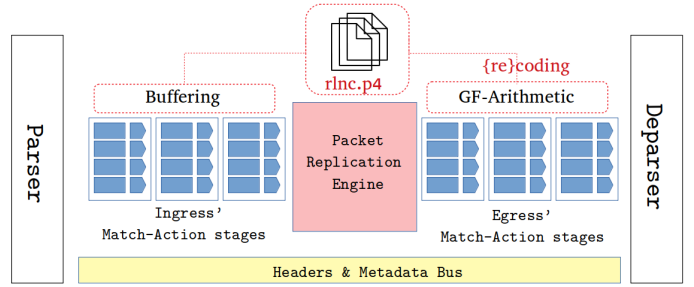 rlnc.p4
{re}coding
Buffering
GF-Arithmetic
Parser
Packet
Replication
Engine
Deparser
Ingress'
Match-Action stages
Egress'
Match-Action stages
Headers & Metadata Bus